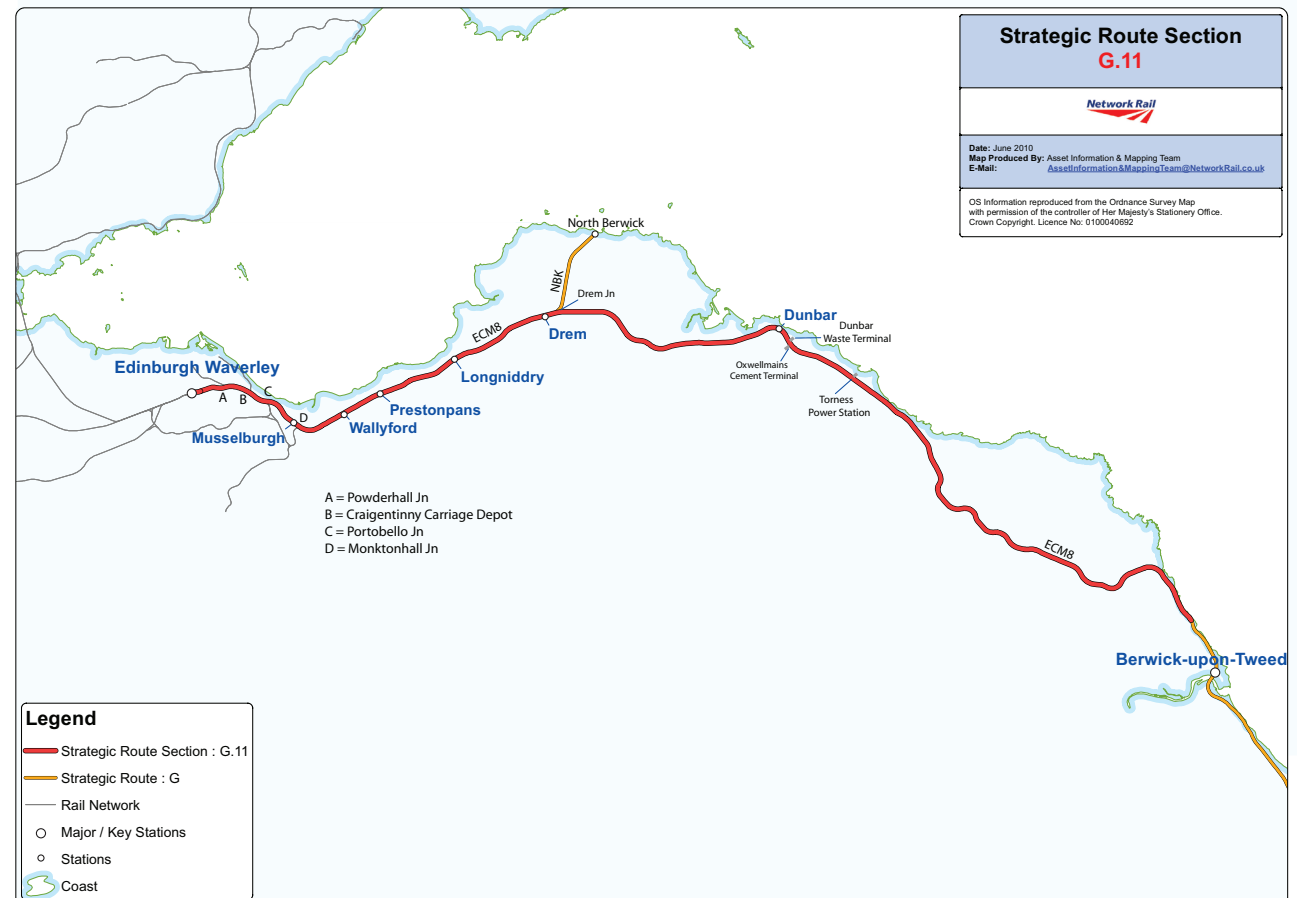 Strategic Route Section
G.11
Network Rail
Date: June 2010
Map Produced By: Asset Information & Mapping Team
E-Mail: AssetInformation&MappingTeam@NetworkRail.co.uk
OS Information reproduced from the Ordnance Survey Map
with permission of the controller of Her Majesty's Stationery Office.
Crown Copyright. Licence No: 0100040692
North Berwick
NBK
Drem Jn
ECM8
Drem
Dunbar
Dunbar
Waste Terminal
Oxwellmains
Cement Terminal
Torness
Power Station
Edinburgh Waverley
A
B
C
D
Longniddry
Prestonpans
Wallyford
Musselburgh
A = Powderhall Jn
B = Craigentinny Carriage Depot
C = Portobello Jn
D = Monktonhall Jn
ECM8
Berwick-upon-Tweed
Legend
Strategic Route Section : G.11
Strategic Route : G
Rail Network
Major / Key Stations
Stations
Coast